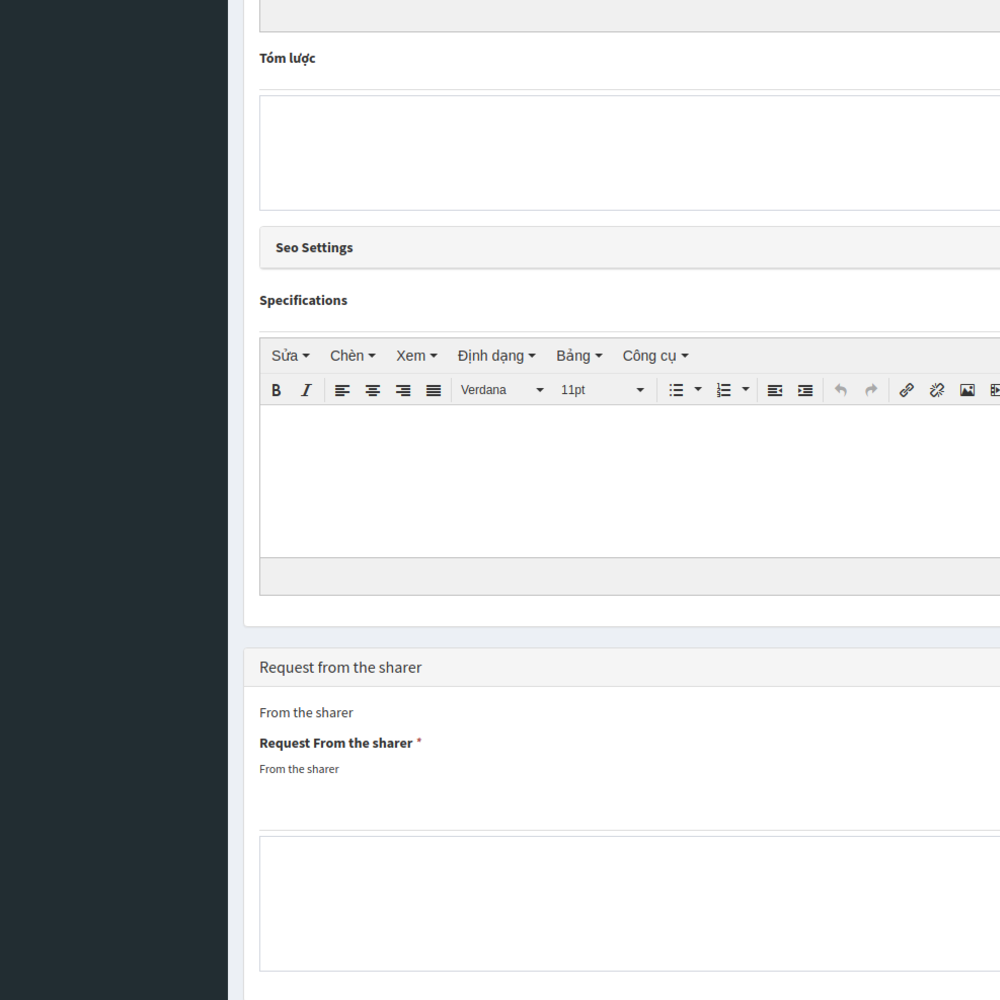 Tóm lược
Seo Settings
Specifications
Sửa Chèn Xem Định dạng Bảng Công cụ
B I Verdana 11pt
Request from the sharer
From the sharer
Request From the sharer *
From the sharer